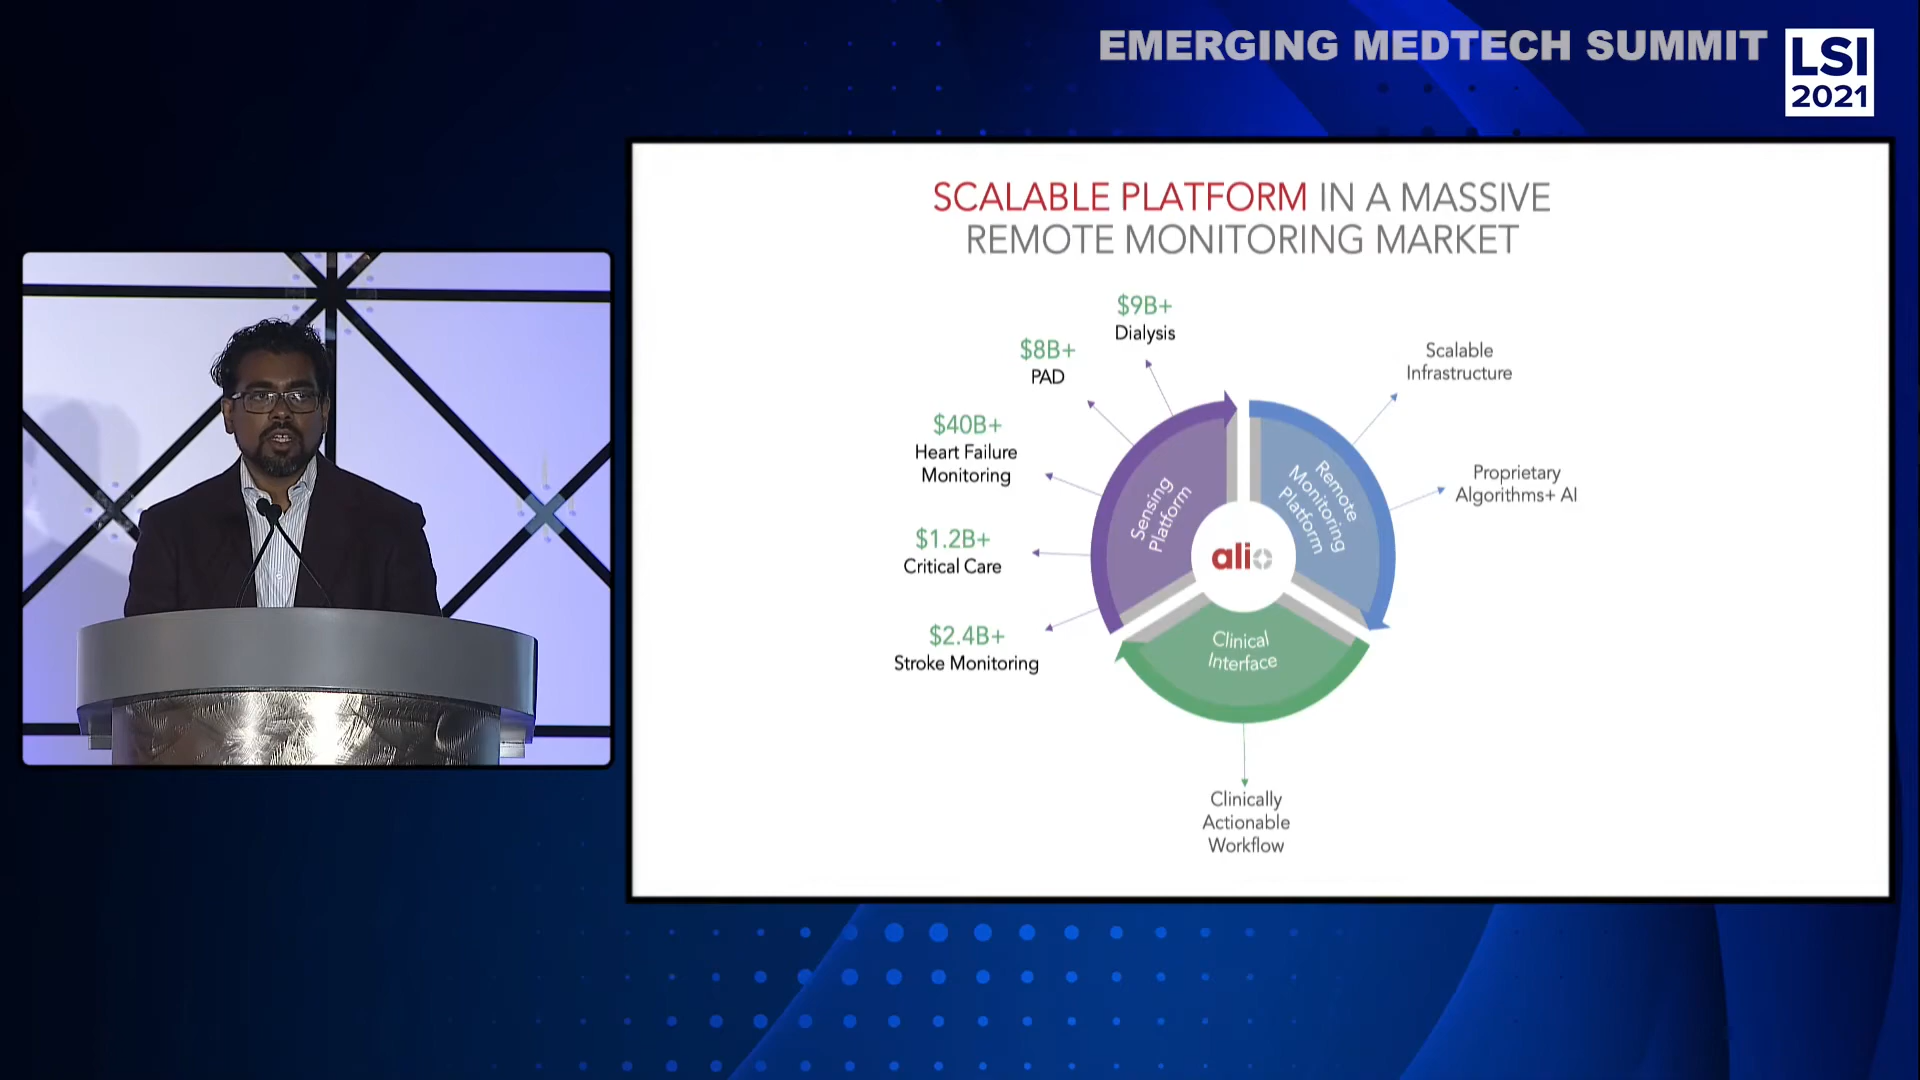 EMERGING MEDTECH SUMMIT
LSI
2021
SCALABLE PLATFORM IN A MASSIVE
REMOTE MONITORING MARKET
$9B+
Dialysis
$8B+
PAD
$40B+
Heart Failure
Monitoring
$1.2B+
Critical Care
$2.4B+
Stroke Monitoring
Sensing
Platform
Remote
Monitoring
Platform
Clinical
Interface
alio
Scalable
Infrastructure
Proprietary
Algorithms+ AI
Clinically
Actionable
Workflow